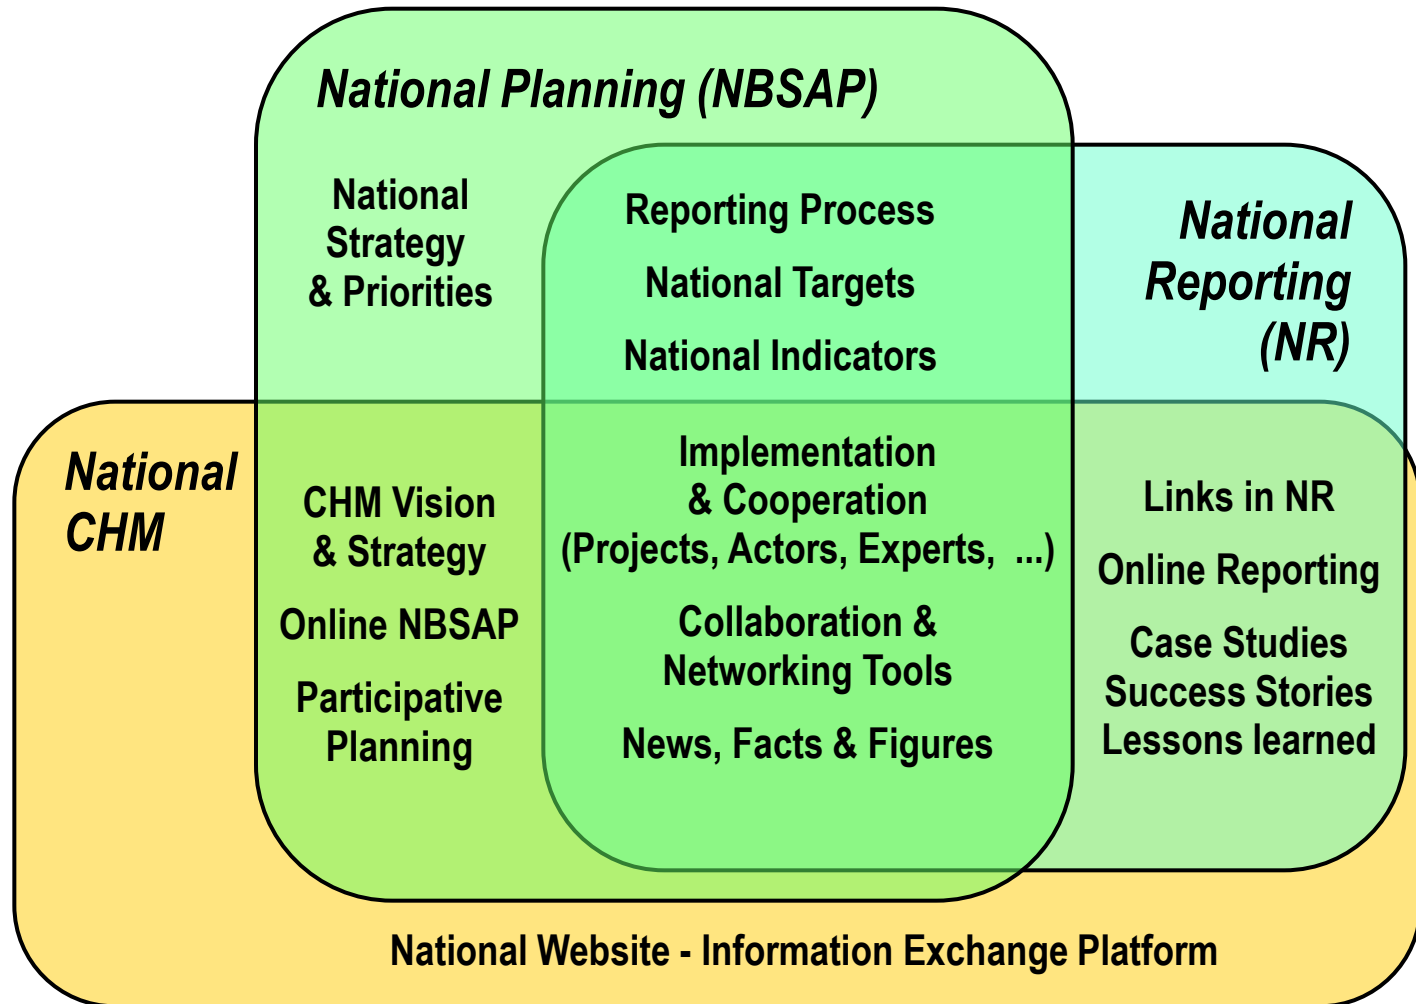 National Planning (NBSAP)
National
Strategy
& Priorities
Reporting Process
National Targets
National Indicators
National
Reporting
(NR)
National
CHM
CHM Vision
& Strategy
Online NBSAP
Participative
Planning
Implementation
& Cooperation
(Projects, Actors, Experts, ...)
Collaboration &
Networking Tools
News, Facts & Figures
Links in NR
Online Reporting
Case Studies
Success Stories
Lessons learned
National Website - Information Exchange Platform